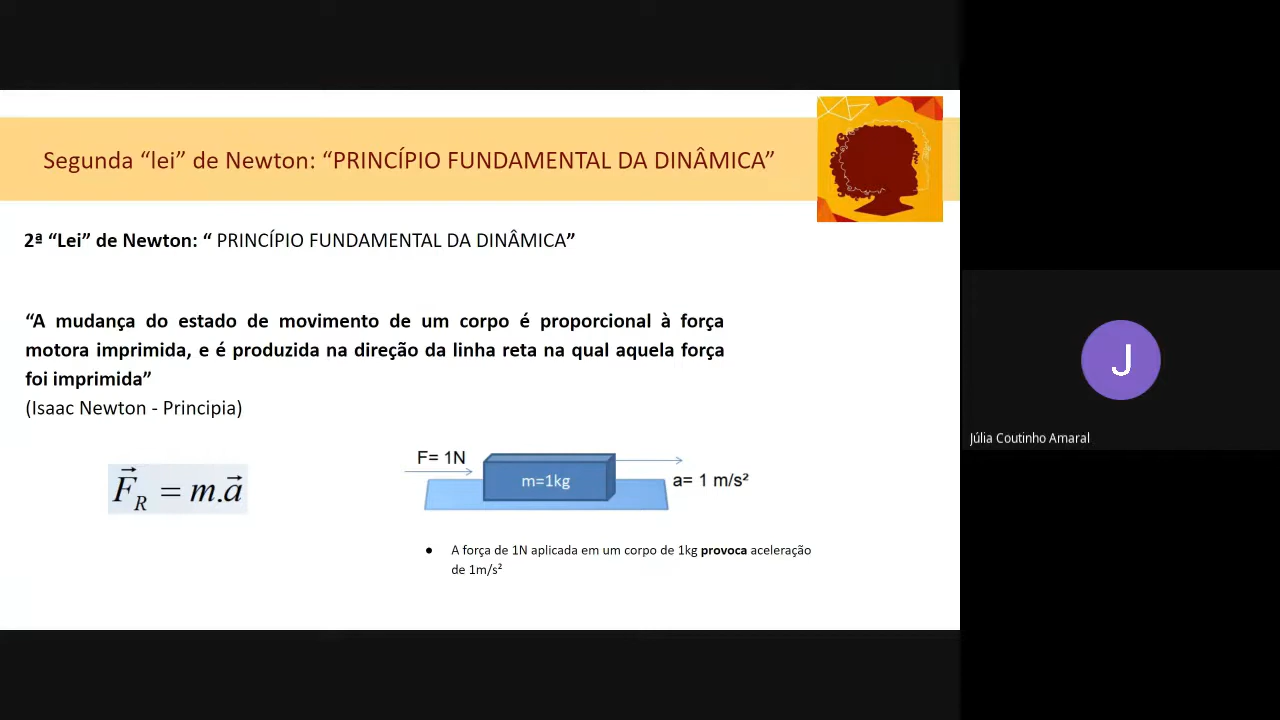 Segunda “lei” de Newton: “PRINCÍPIO FUNDAMENTAL DA DINÂMICA”
2ª “Lei” de Newton: “ PRINCÍPIO FUNDAMENTAL DA DINÂMICA”
“A mudança do estado de movimento de um corpo é proporcional à força
motora imprimida, e é produzida na direção da linha reta na qual aquela força
foi imprimida”
(Isaac Newton - Principia)
F⃗_R = m.a⃗
F= 1N
m=1kg
a= 1 m/s²
● A força de 1N aplicada em um corpo de 1kg provoca aceleração
de 1m/s²
J
Júlia Coutinho Amaral